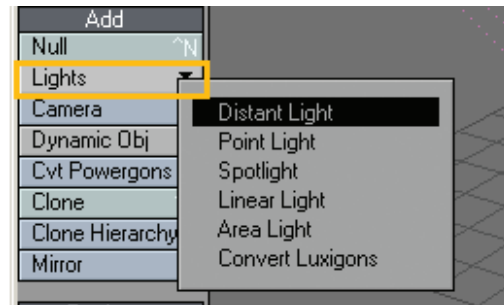 Add
Null ^N
Lights
Camera
Dynamic Obj
Cvt Powergons
Clone
Clone Hierarchy
Mirror
Distant Light
Point Light
Spotlight
Linear Light
Area Light
Convert Luxigons